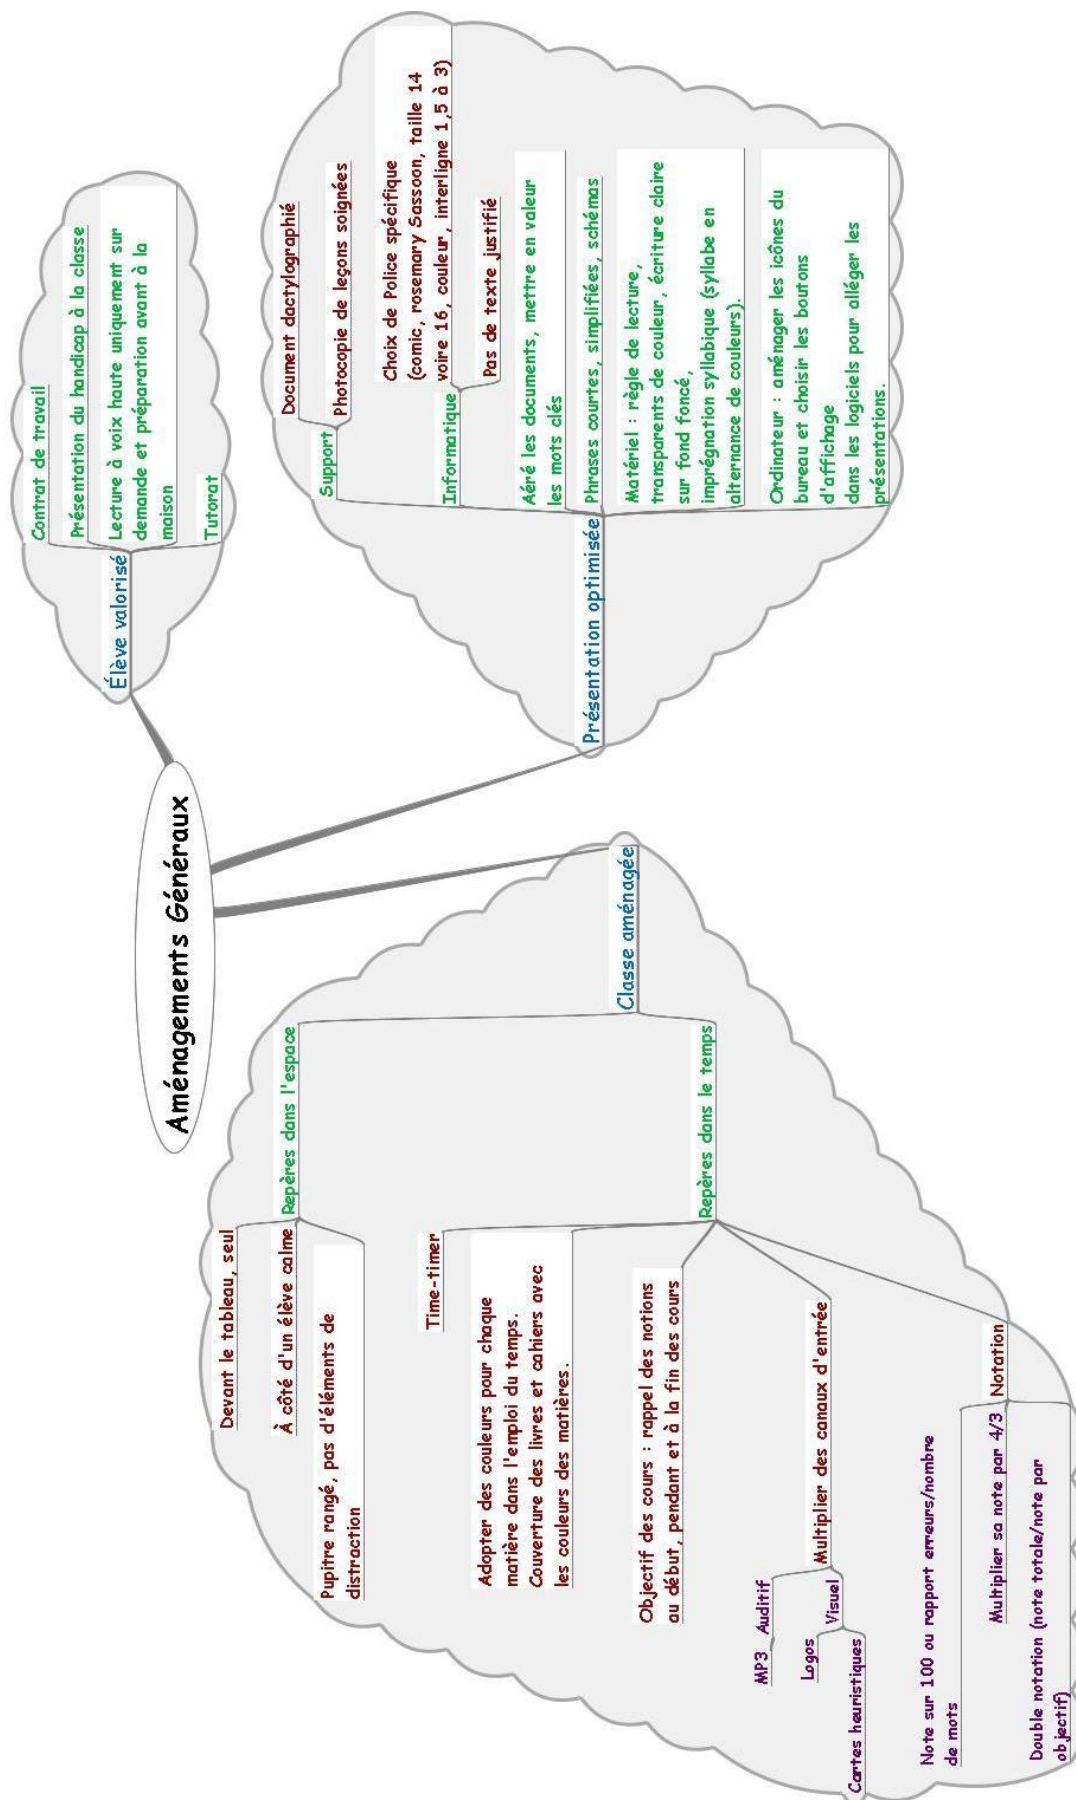 Aménagements Généraux
Élève valorisé
Contrat de travail
Présentation du handicap à la classe
Lecture à voix haute uniquement sur
demande et préparation avant à la
maison
Tutorat
Présentation optimisée
Support
Document dactylographié
Photocopie de leçons soignées
Informatique
Choix de Police spécifique
(comic, rosemary Sassoon, taille 14
voire 16, couleur, interligne 1,5 à 3)
Pas de texte justifié
Aéré les documents, mettre en valeur
les mots clés
Phrases courtes, simplifiées, schémas
Matériel : règle de lecture,
transparents de couleur, écriture claire
sur fond foncé,
imprégnation syllabique (syllabe en
alternance de couleurs).
Ordinateur : aménager les icônes du
bureau et choisir les boutons
d'affichage
dans les logiciels pour alléger les
présentations.
Classe aménagée
Repères dans l'espace
Devant le tableau, seul
À côté d'un élève calme
Pupitre rangé, pas d'éléments de
distraction
Repères dans le temps
Time-timer
Adopter des couleurs pour chaque
matière dans l'emploi du temps.
Couverture des livres et cahiers avec
les couleurs des matières.
Objectif des cours : rappel des notions
au début, pendant et à la fin des cours
Multiplier des canaux d'entrée
Auditif
MP3
Visuel
Logos
Cartes heuristiques
Notation
Note sur 100 ou rapport erreurs/nombre
de mots
Multiplier sa note par 4/3
Double notation (note totale/note par
objectif)